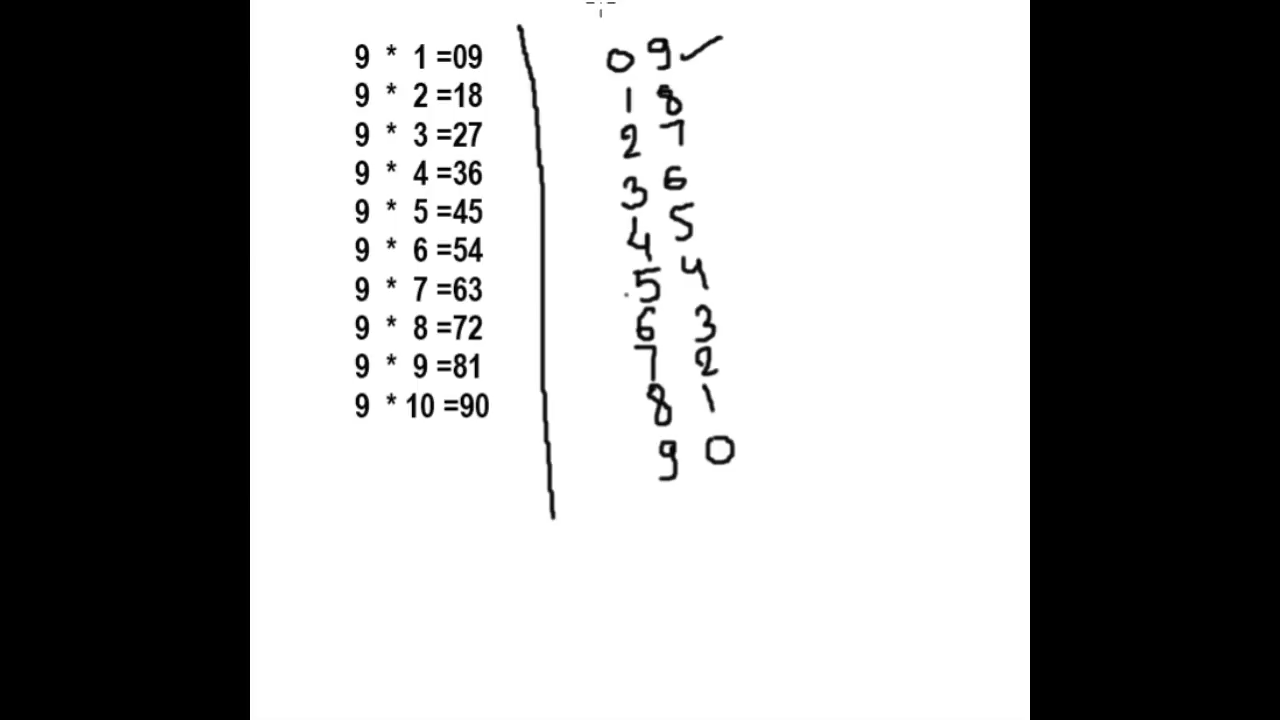 9 * 1 =09
9 * 2 =18
9 * 3 =27
9 * 4 =36
9 * 5 =45
9 * 6 =54
9 * 7 =63
9 * 8 =72
9 * 9 =81
9 * 10 =90
0 9 ✓
1 8
2 7
3 6
4 5
5 4
6 3
7 2
8 1
9 0